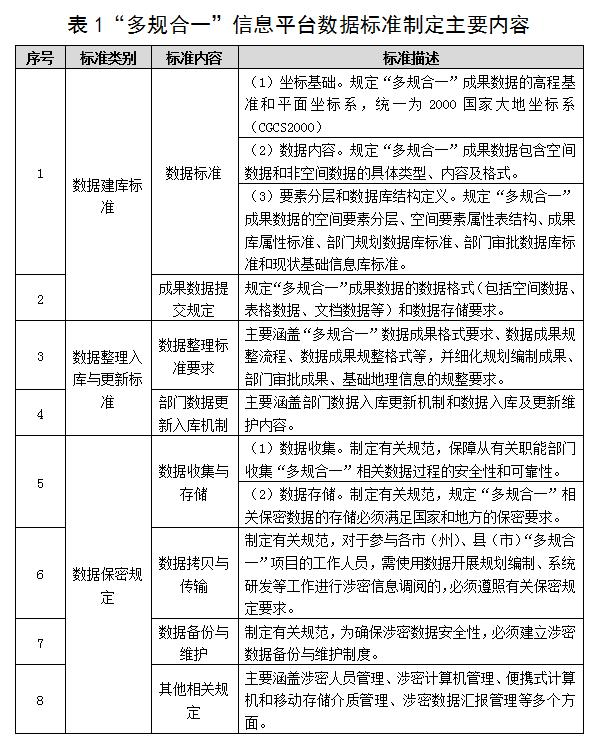 表 1 “多规合一”信息平台数据标准制定主要内容
序号 标准类别 标准内容 标准描述
1
数据建库标
准
数据标准
（1）坐标基础。规定“多规合一”成果数据的高程基
准和平面坐标系，统一为 2000 国家大地坐标系
（CGCS2000）
（2）数据内容。规定“多规合一”成果数据包含空间
数据和非空间数据的具体类型、内容及格式。
（3）要素分层和数据库结构定义。规定“多规合一”
成果数据的空间要素分层、空间要素属性表结构、成果
库属性标准、部门规划数据库标准、部门审批数据库标
准和现状基础信息库标准。
2
成果数据提
交规定
规定“多规合一”成果数据的数据格式（包括空间数据、
表格数据、文档数据等）和数据存储要求。
3
数据整理入
库与更新标
准
数据整理标
准要求
主要涵盖“多规合一”数据成果格式要求、数据成果规
整流程、数据成果规整格式等，并细化规划编制成果、
部门审批成果、基础地理信息的规整要求。
4
部门数据更
新入库机制
主要涵盖部门数据入库更新机制和数据入库及更新维
护内容。
5
数据保密规
定
数据收集与
存储
（1）数据收集。制定有关规范，保障从有关职能部门
收集“多规合一”相关数据过程的安全性和可靠性。
（2）数据存储。制定有关规范，规定“多规合一”相
关保密数据的存储必须满足国家和地方的保密要求。
6
数据拷贝与
传输
制定有关规范，对于参与各市（州）、县（市）“多规合
一”项目的工作人员，需使用数据开展规划编制、系统
研发等工作进行涉密信息调阅的，必须遵照有关保密规
定要求。
7
数据备份与
维护
制定有关规范，为确保涉密数据安全性，必须建立涉密
数据备份与维护制度。
8
其他相关规
定
主要涵盖涉密人员管理、涉密计算机管理、便携式计算
机和移动存储介质管理、涉密数据汇报管理等多个方
面。